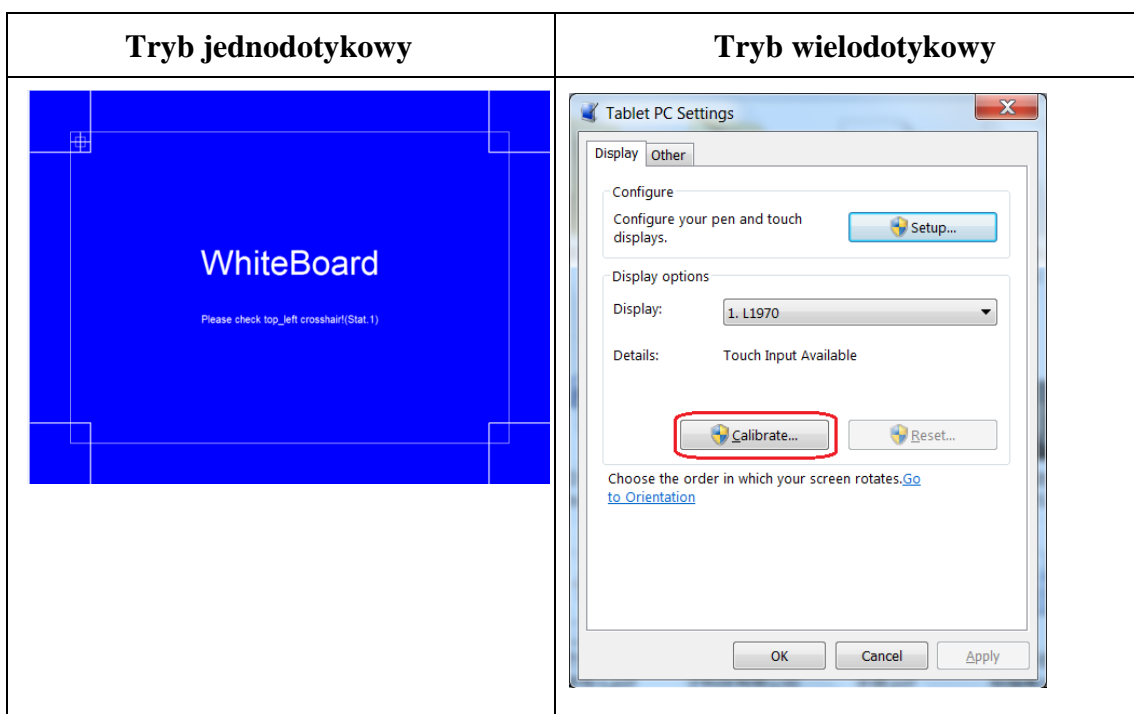 Tryb jednodotykowy
Tryb wielodotykowy
WhiteBoard
Please check top_left crosshair!(Stat.1)
Tablet PC Settings
X
Display Other
Configure
Configure your pen and touch
displays.
Setup...
Display options
Display:
1. L1970
Details:
Touch Input Available
Calibrate...
Reset...
Choose the order in which your screen rotates.Go
to Orientation
OK
Cancel
Apply